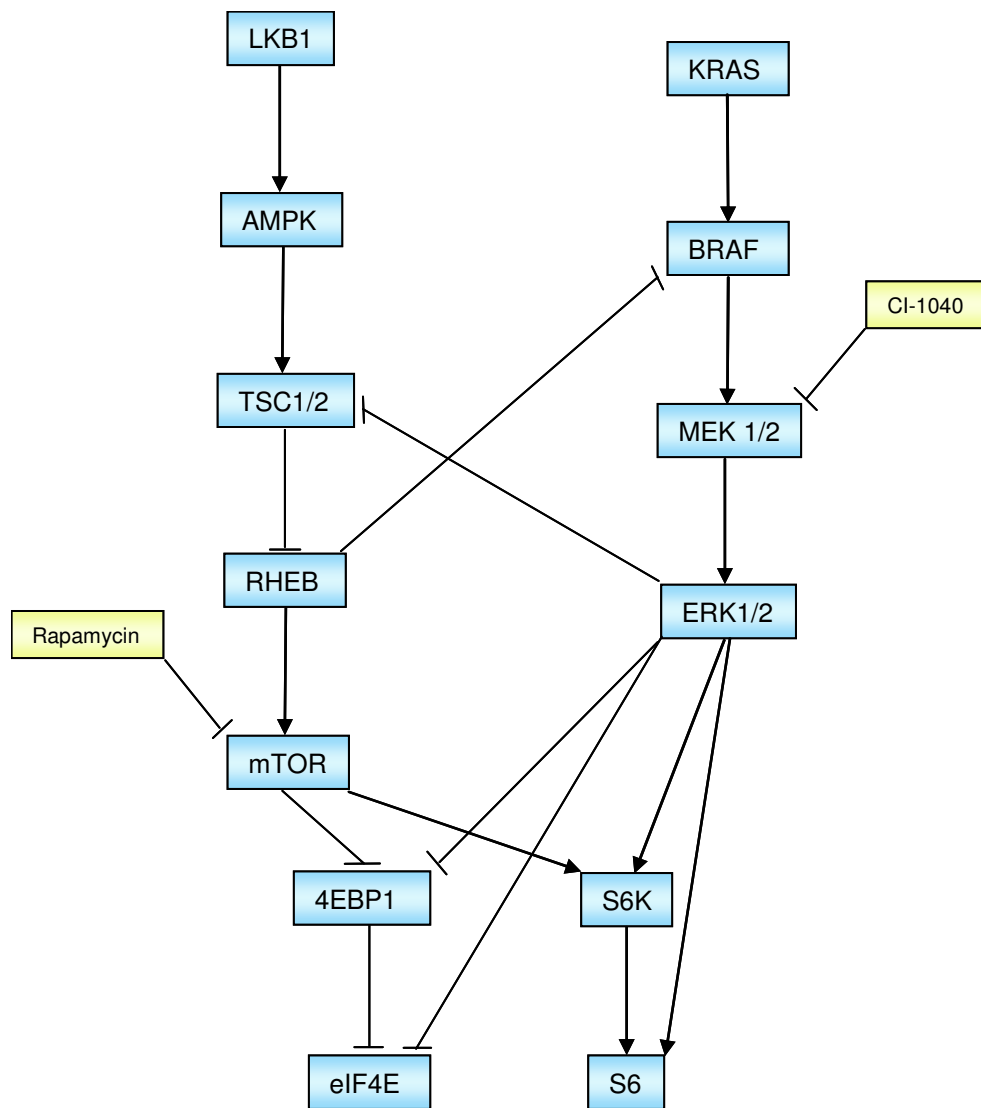 LKB1
KRAS
AMPK
BRAF
CI-1040
TSC1/2
MEK 1/2
RHEB
ERK1/2
Rapamycin
mTOR
4EBP1
S6K
eIF4E
S6